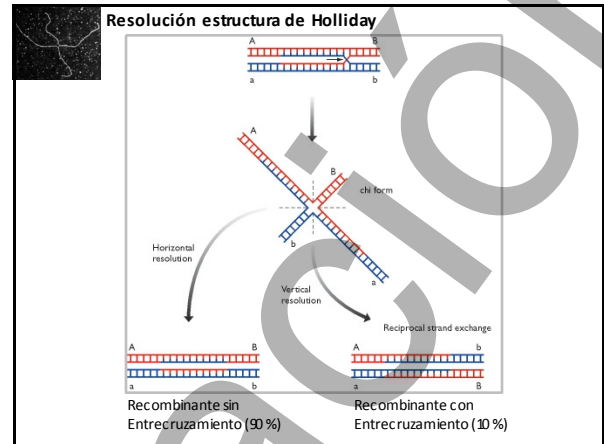 Resolución estructura de Holliday
A B
a b
A
B
chi form
b
a
Horizontal
resolution
Vertical
resolution
Reciprocal strand exchange
A B
a b
A b
a B
Recombinante sin
Entrecruzamiento (90 %)
Recombinante con
Entrecruzamiento (10 %)